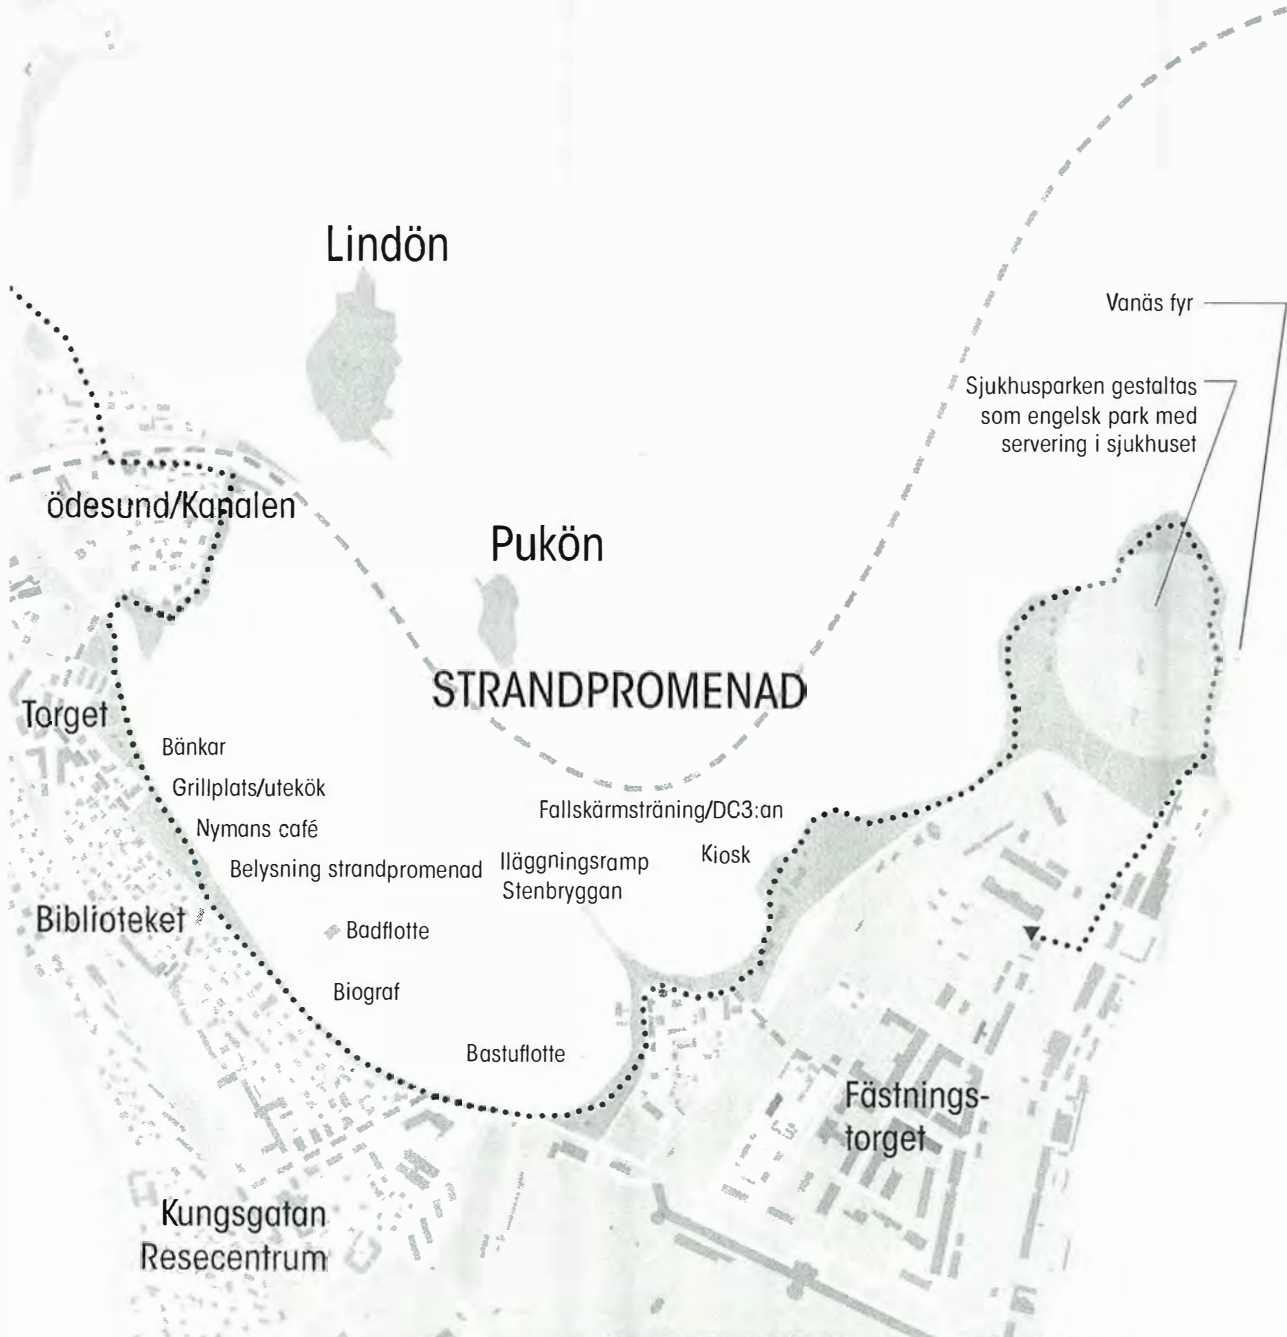 Lindön
Vanäs fyr
Sjukhusparken gestaltas
som engelsk park med
servering i sjukhuset
ödesund/Kanalen
Pukön
STRANDPROMENAD
Torget
Bänkar
Grillplats/utekök
Nymans café
Belysning strandpromenad
Fallskärmsträning/DC3:an
Iläggningsramp
Stenbryggan
Kiosk
Biblioteket
Badflotte
Biograf
Bastuflotte
Fästnings-
torget
Kungsgatan
Resecentrum